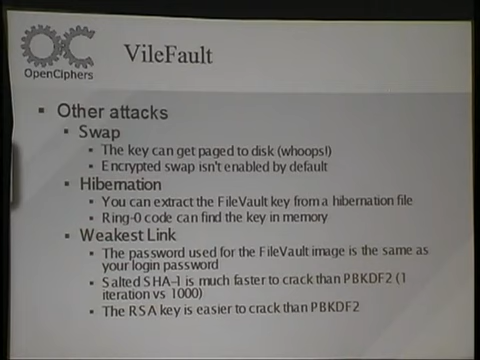 OpenCiphers
VileFault
Other attacks
Swap
The key can get paged to disk (whoops!)
Encrypted swap isn't enabled by default
Hibernation
You can extract the FileVault key from a hibernation file
Ring-0 code can find the key in memory
Weakest Link
The password used for the FileVault image is the same as
your login password
Salted SHA-1 is much faster to crack than PBKDF2 (1
iteration vs 1000)
The RSA key is easier to crack than PBKDF2